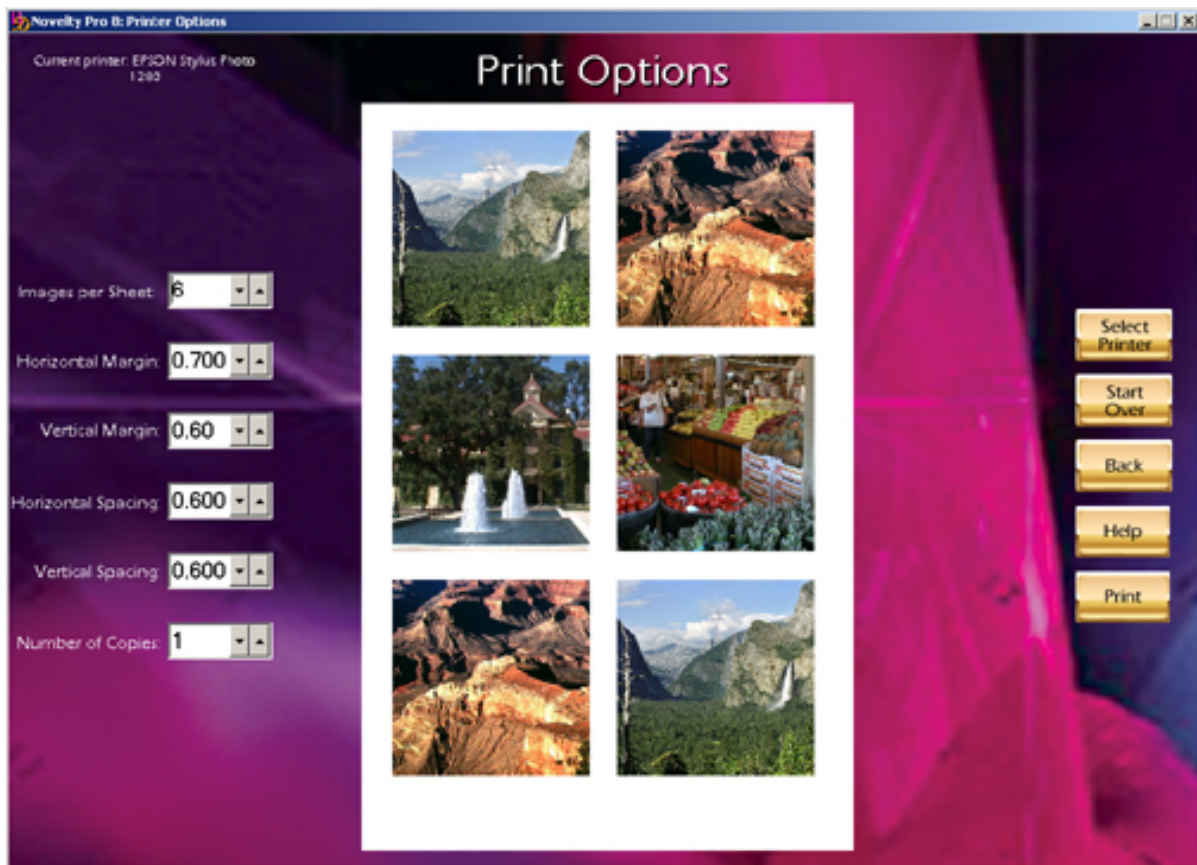 Novelty Pro 8: Printer Options
Current printer: EPSON Stylus Photo
1280
Print Options
Images per Sheet: 6
Horizontal Margin: 0.700
Vertical Margin: 0.60
Horizontal Spacing: 0.600
Vertical Spacing: 0.600
Number of Copies: 1
Select
Printer
Start
Over
Back
Help
Print